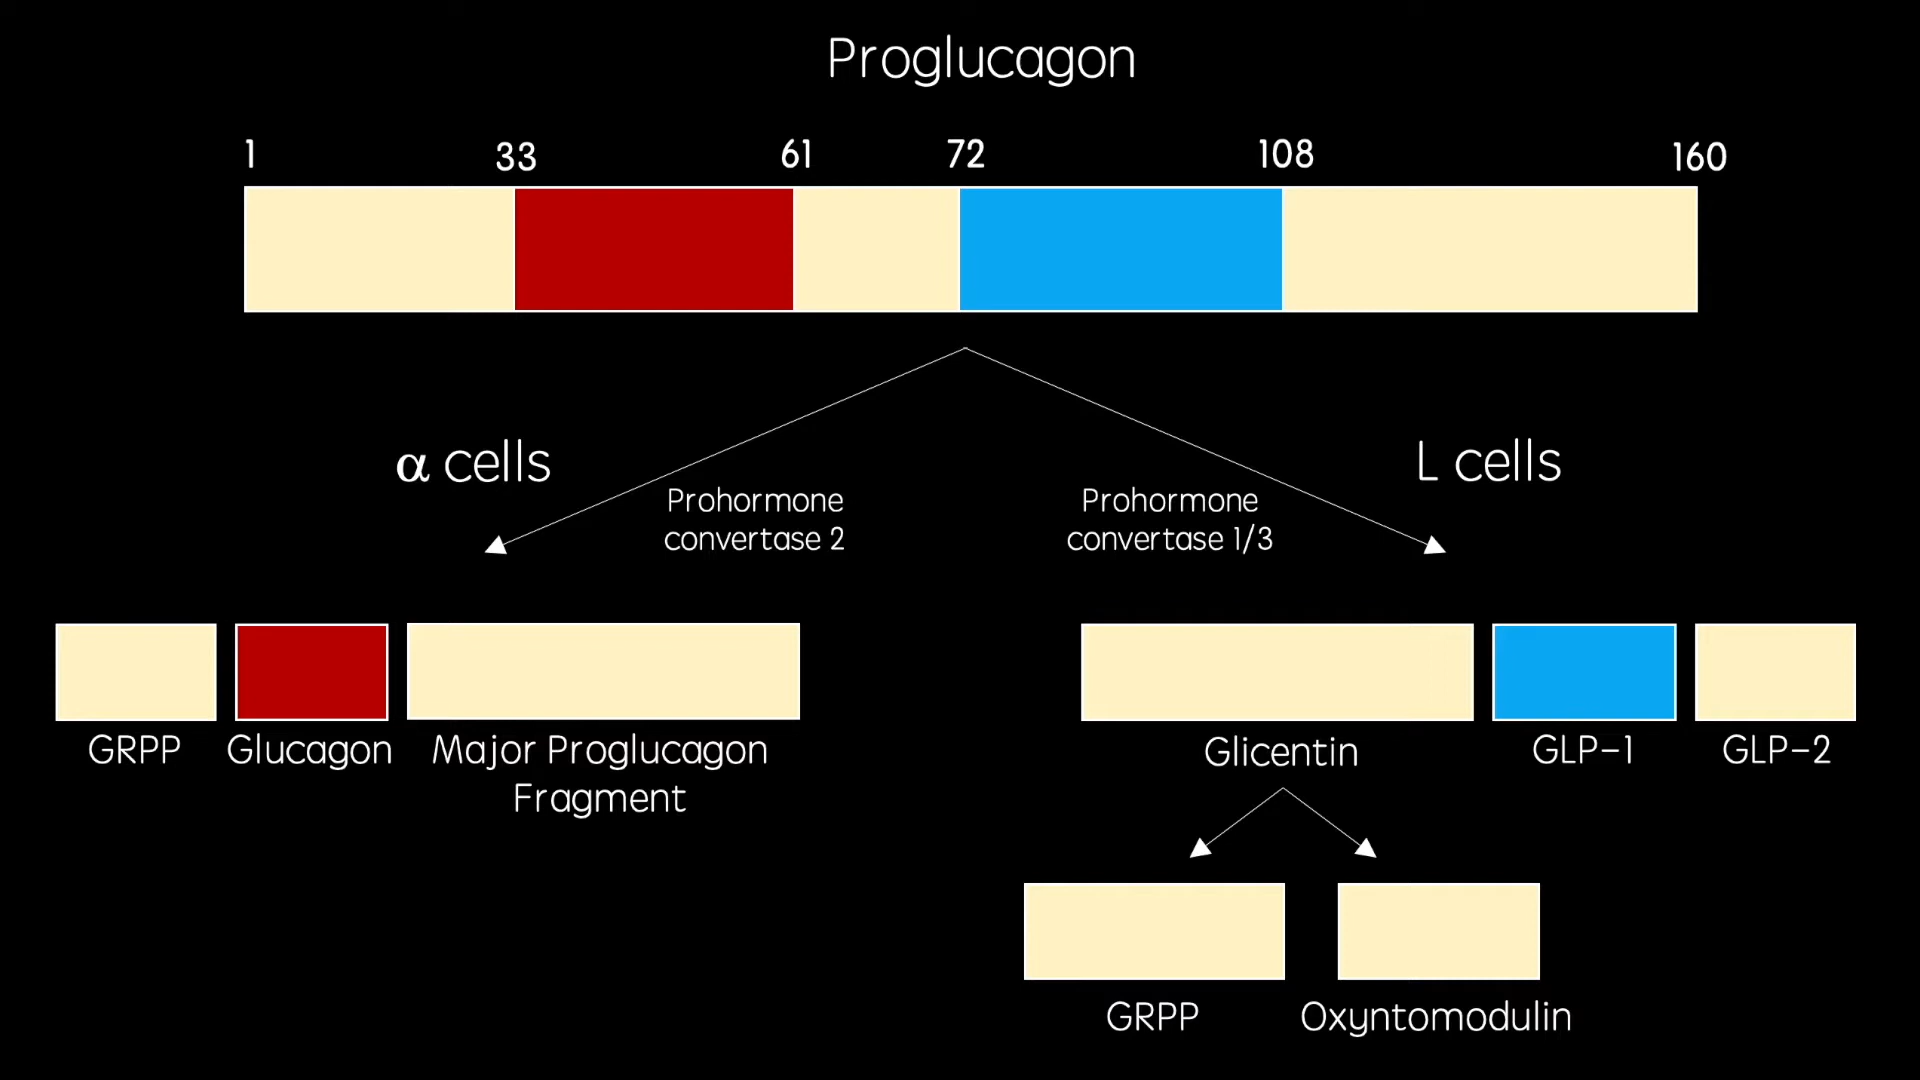 Proglucagon
1 33 61 72 108 160
α cells
L cells
Prohormone
convertase 2
Prohormone
convertase 1/3
GRPP
Glucagon
Major Proglucagon
Fragment
Glicentin
GLP-1
GLP-2
GRPP
Oxyntomodulin